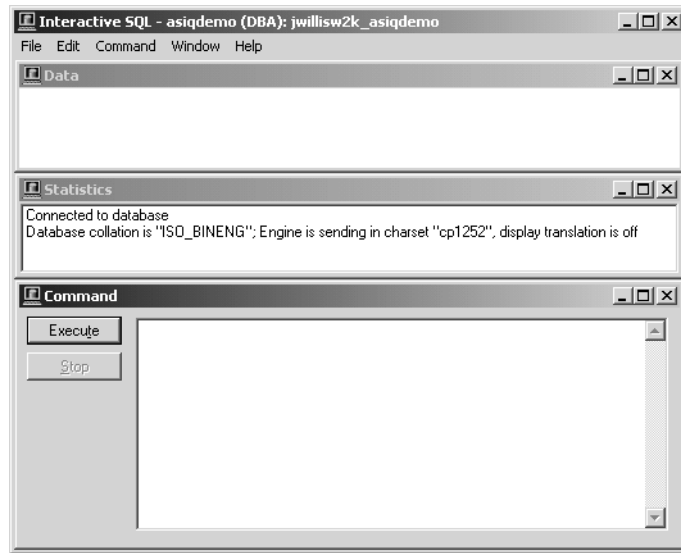 Interactive SQL - asiqdemo (DBA): jwillisw2k_asiqdemo
File Edit Command Window Help
Data
Statistics
Connected to database
Database collation is "ISO_BINENG"; Engine is sending in charset "cp1252", display translation is off
Command
Execute
Stop